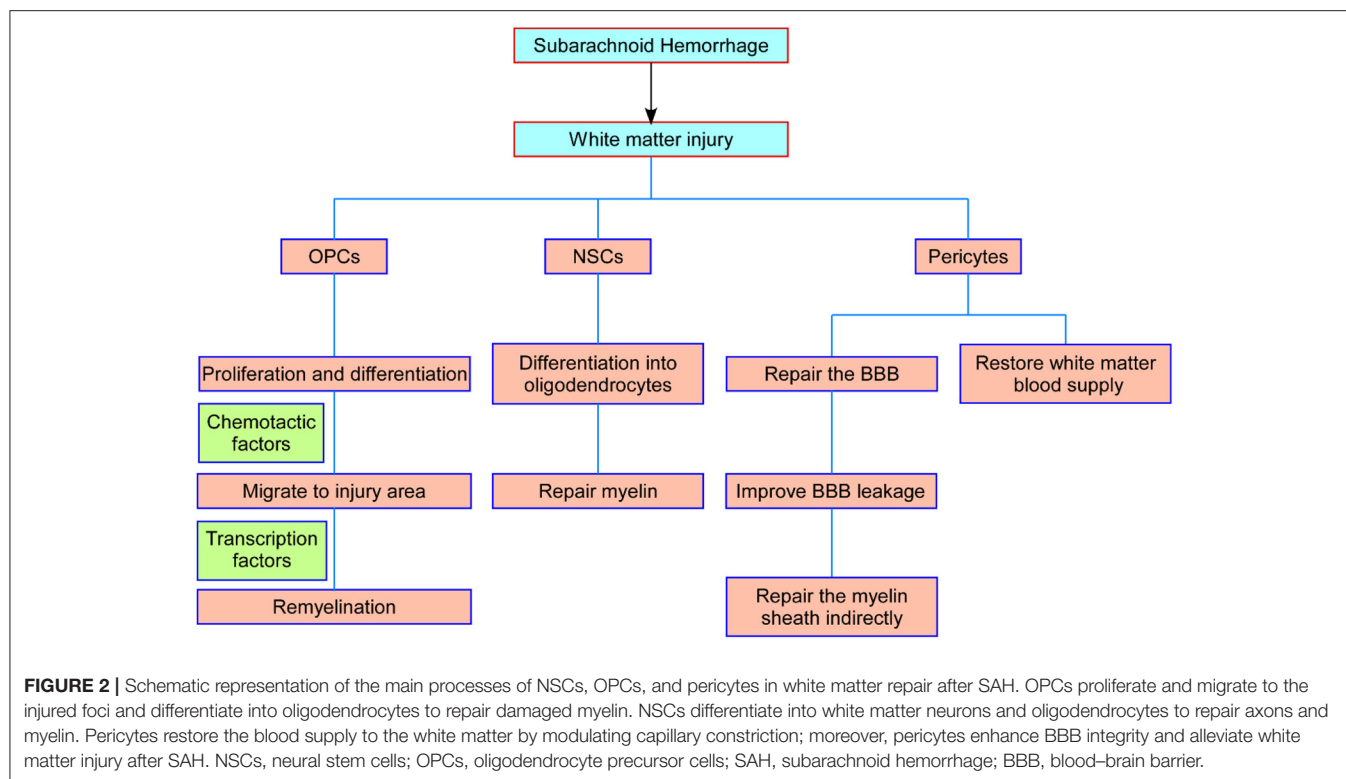 Subarachnoid Hemorrhage
White matter injury
OPCs
NSCs
Pericytes
Proliferation and differentiation
Differentiation into
oligodendrocytes
Repair the BBB
Restore white matter
blood supply
Chemotactic
factors
Migrate to injury area
Repair myelin
Improve BBB leakage
Transcription
factors
Remyelination
Repair the myelin
sheath indirectly
FIGURE 2 | Schematic representation of the main processes of NSCs, OPCs, and pericytes in white matter repair after SAH. OPCs proliferate and migrate to the
injured foci and differentiate into oligodendrocytes to repair damaged myelin. NSCs differentiate into white matter neurons and oligodendrocytes to repair axons and
myelin. Pericytes restore the blood supply to the white matter by modulating capillary constriction; moreover, pericytes enhance BBB integrity and alleviate white
matter injury after SAH. NSCs, neural stem cells; OPCs, oligodendrocyte precursor cells; SAH, subarachnoid hemorrhage; BBB, blood–brain barrier.